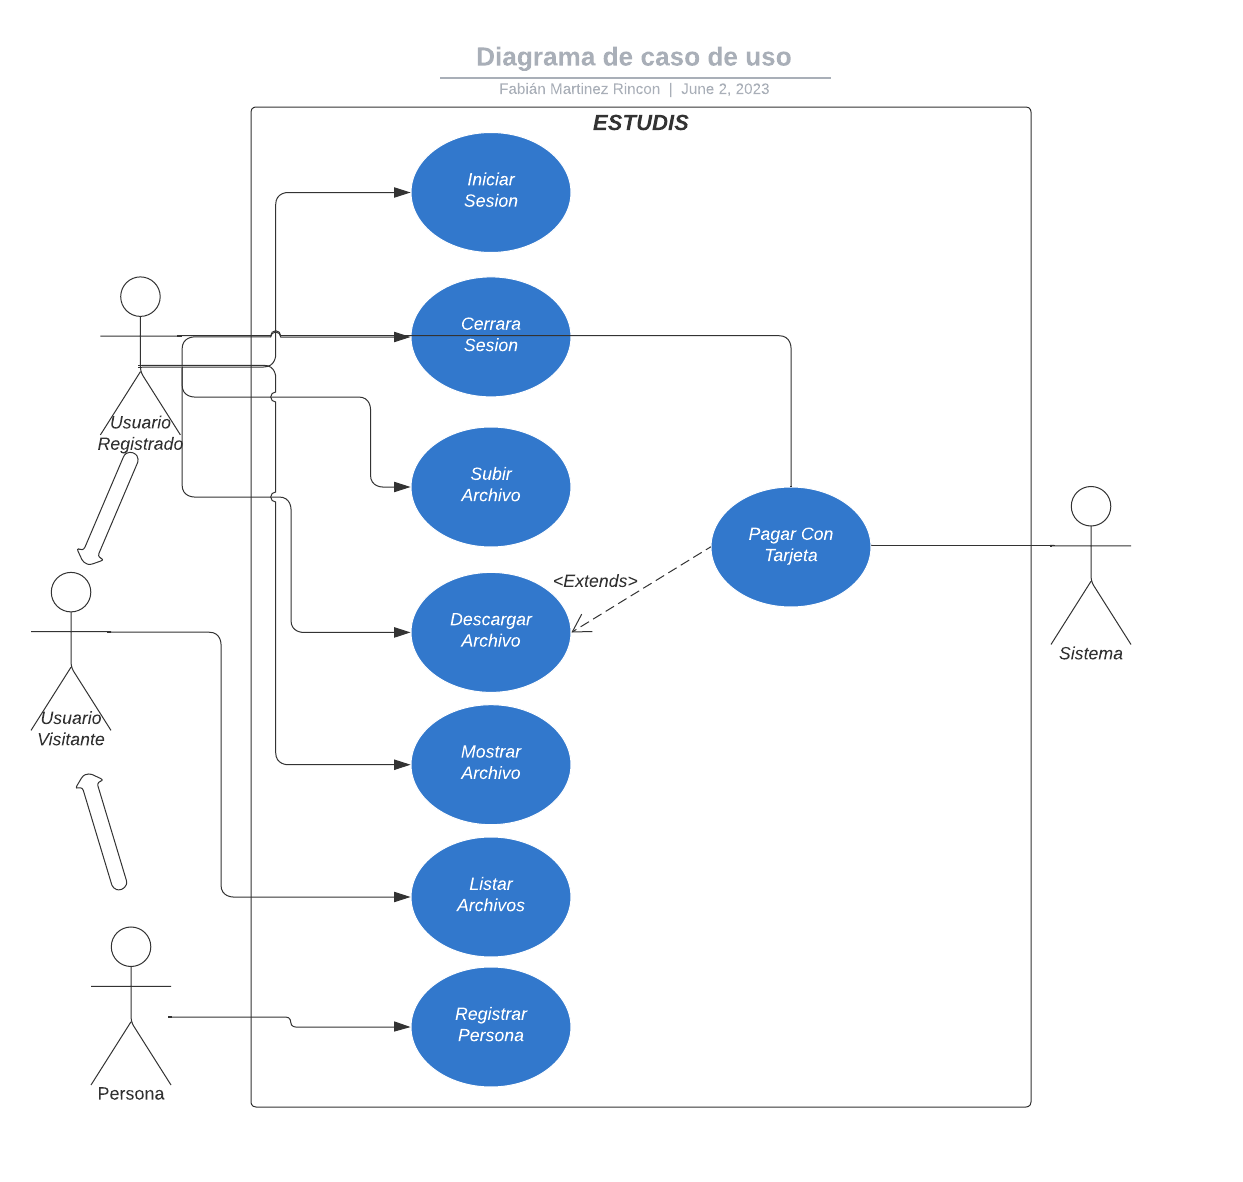 Diagrama de caso de uso
Fabián Martinez Rincon | June 2, 2023
ESTUDIS
Iniciar
Sesion
Cerrara
Sesion
Usuario
Registrado
Subir
Archivo
Pagar Con
Tarjeta
<Extends>
Descargar
Archivo
Sistema
Usuario
Visitante
Mostrar
Archivo
Listar
Archivos
Registrar
Persona
Persona